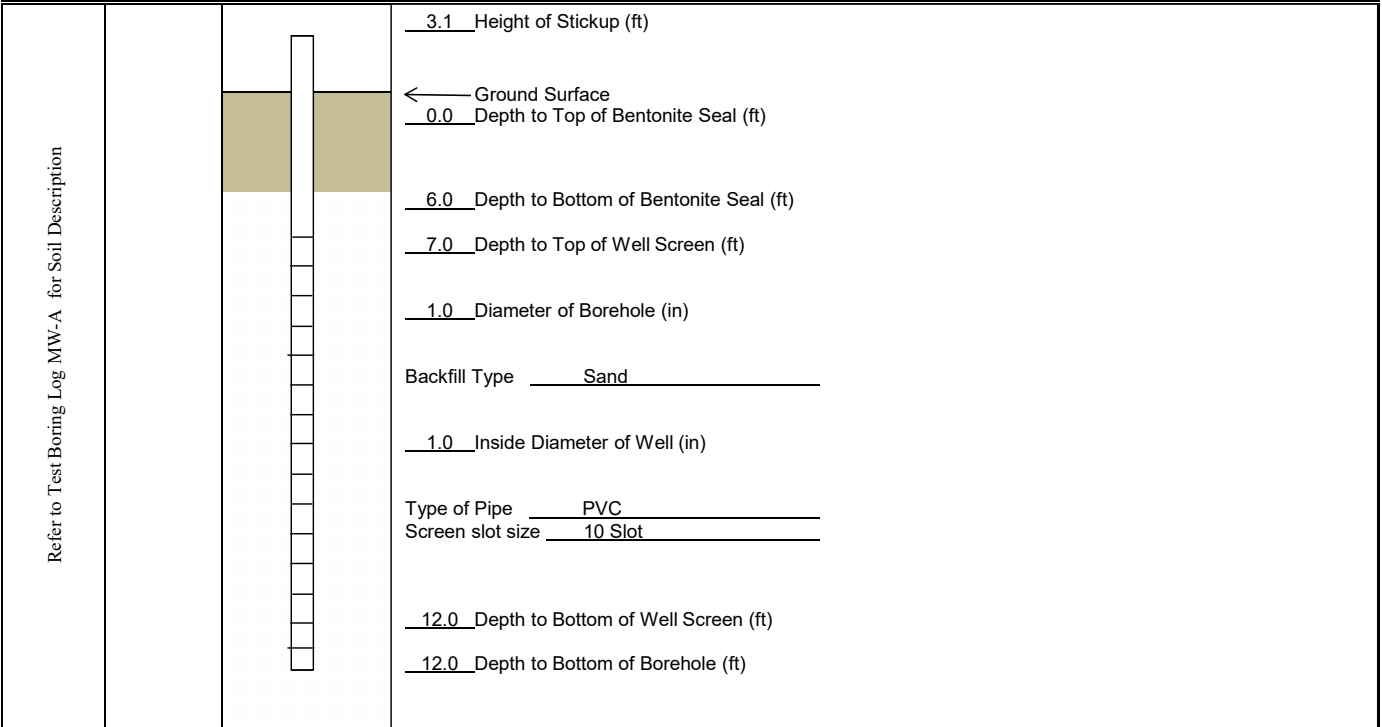 Refer to Test Boring Log MW-A for Soil Description
3.1 Height of Stickup (ft)
Ground Surface
0.0 Depth to Top of Bentonite Seal (ft)
6.0 Depth to Bottom of Bentonite Seal (ft)
7.0 Depth to Top of Well Screen (ft)
1.0 Diameter of Borehole (in)
Backfill Type Sand
1.0 Inside Diameter of Well (in)
Type of Pipe PVC
Screen slot size 10 Slot
12.0 Depth to Bottom of Well Screen (ft)
12.0 Depth to Bottom of Borehole (ft)